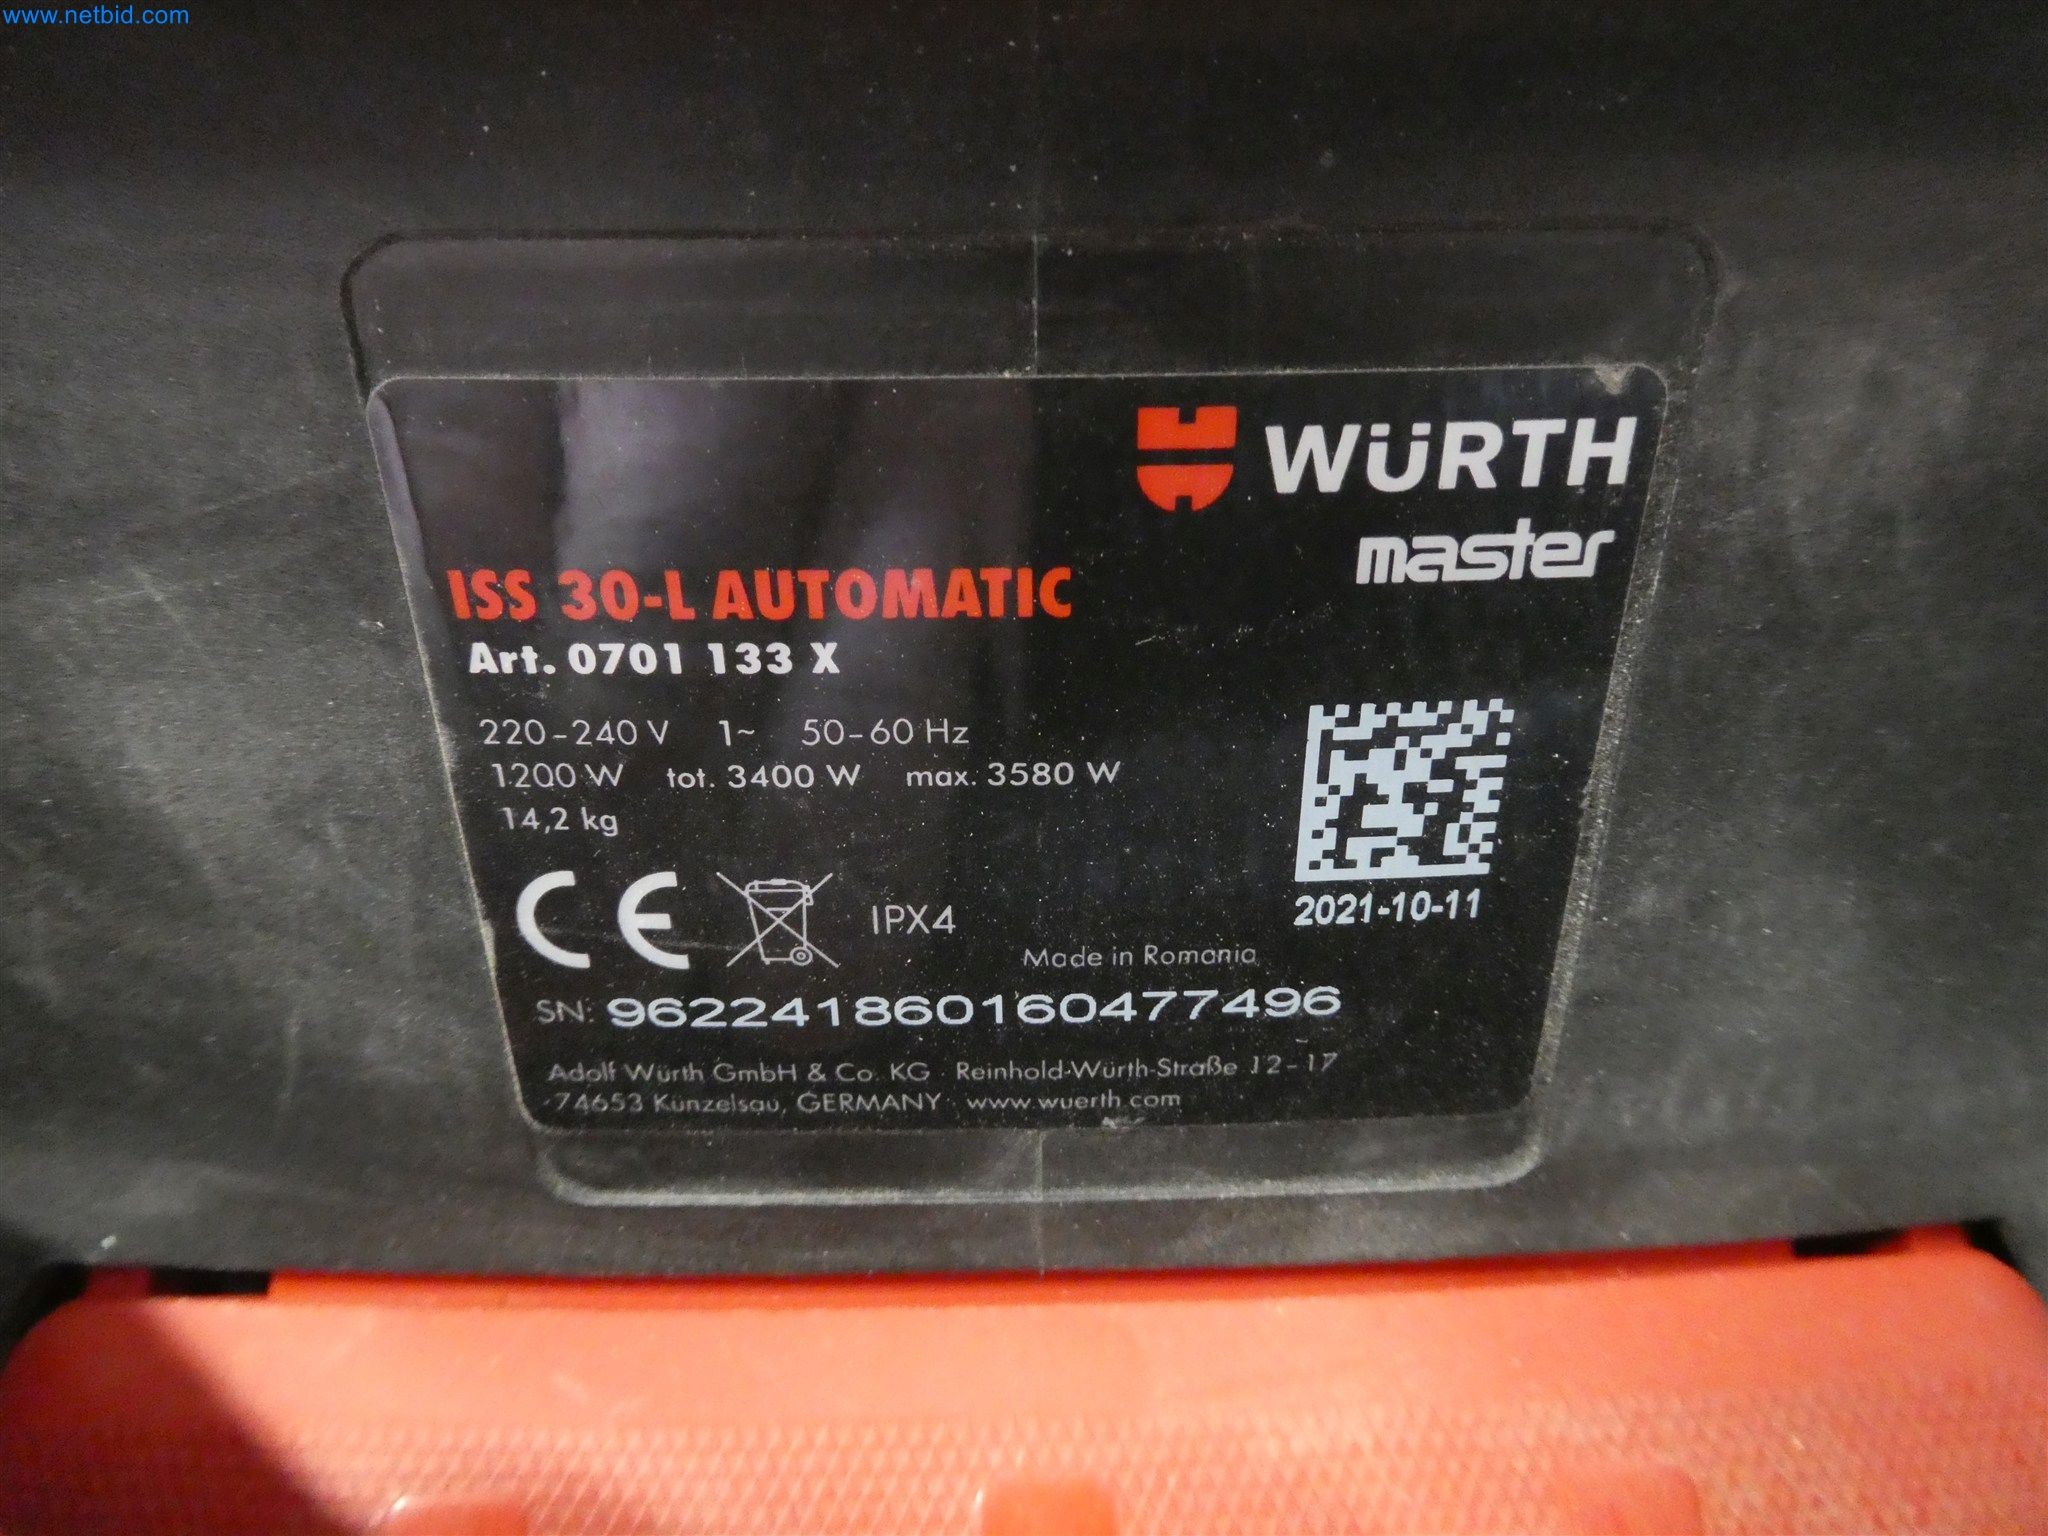 www.netbid.com
WÜRTH
master
ISS 30-L AUTOMATIC
Art. 0701 133 X
220-240 V 1~ 50-60 Hz
1200 W tot. 3400 W max. 3580 W
14,2 kg
CE IPX4
2021-10-11
Made in Romania
SN: 962241860160477496
Adolf Würth GmbH & Co. KG · Reinhold-Würth-Straße 12-17
74653 Künzelsau, GERMANY · www.wuerth.com